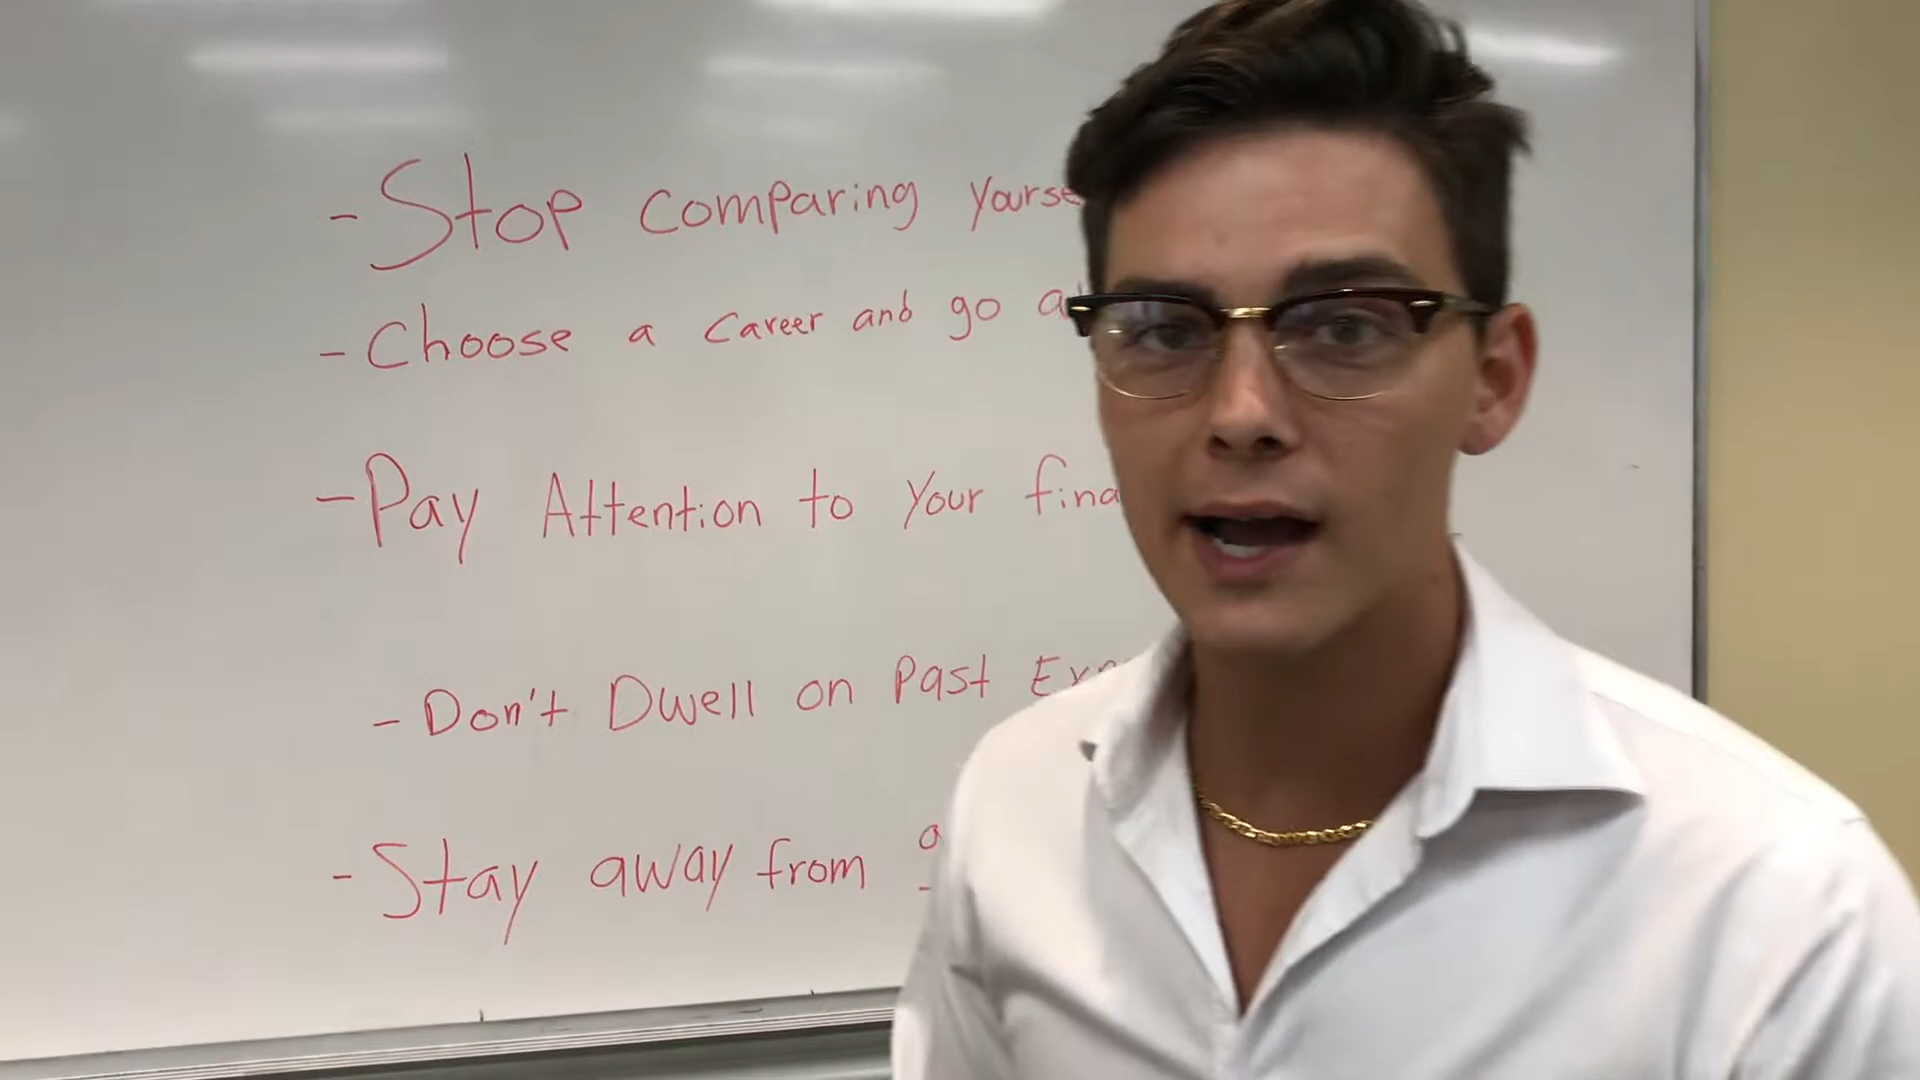 - Stop comparing Yourse
- Choose a career and go a
- Pay Attention to Your fina
- Don't Dwell on Past Ex
- Stay away from a